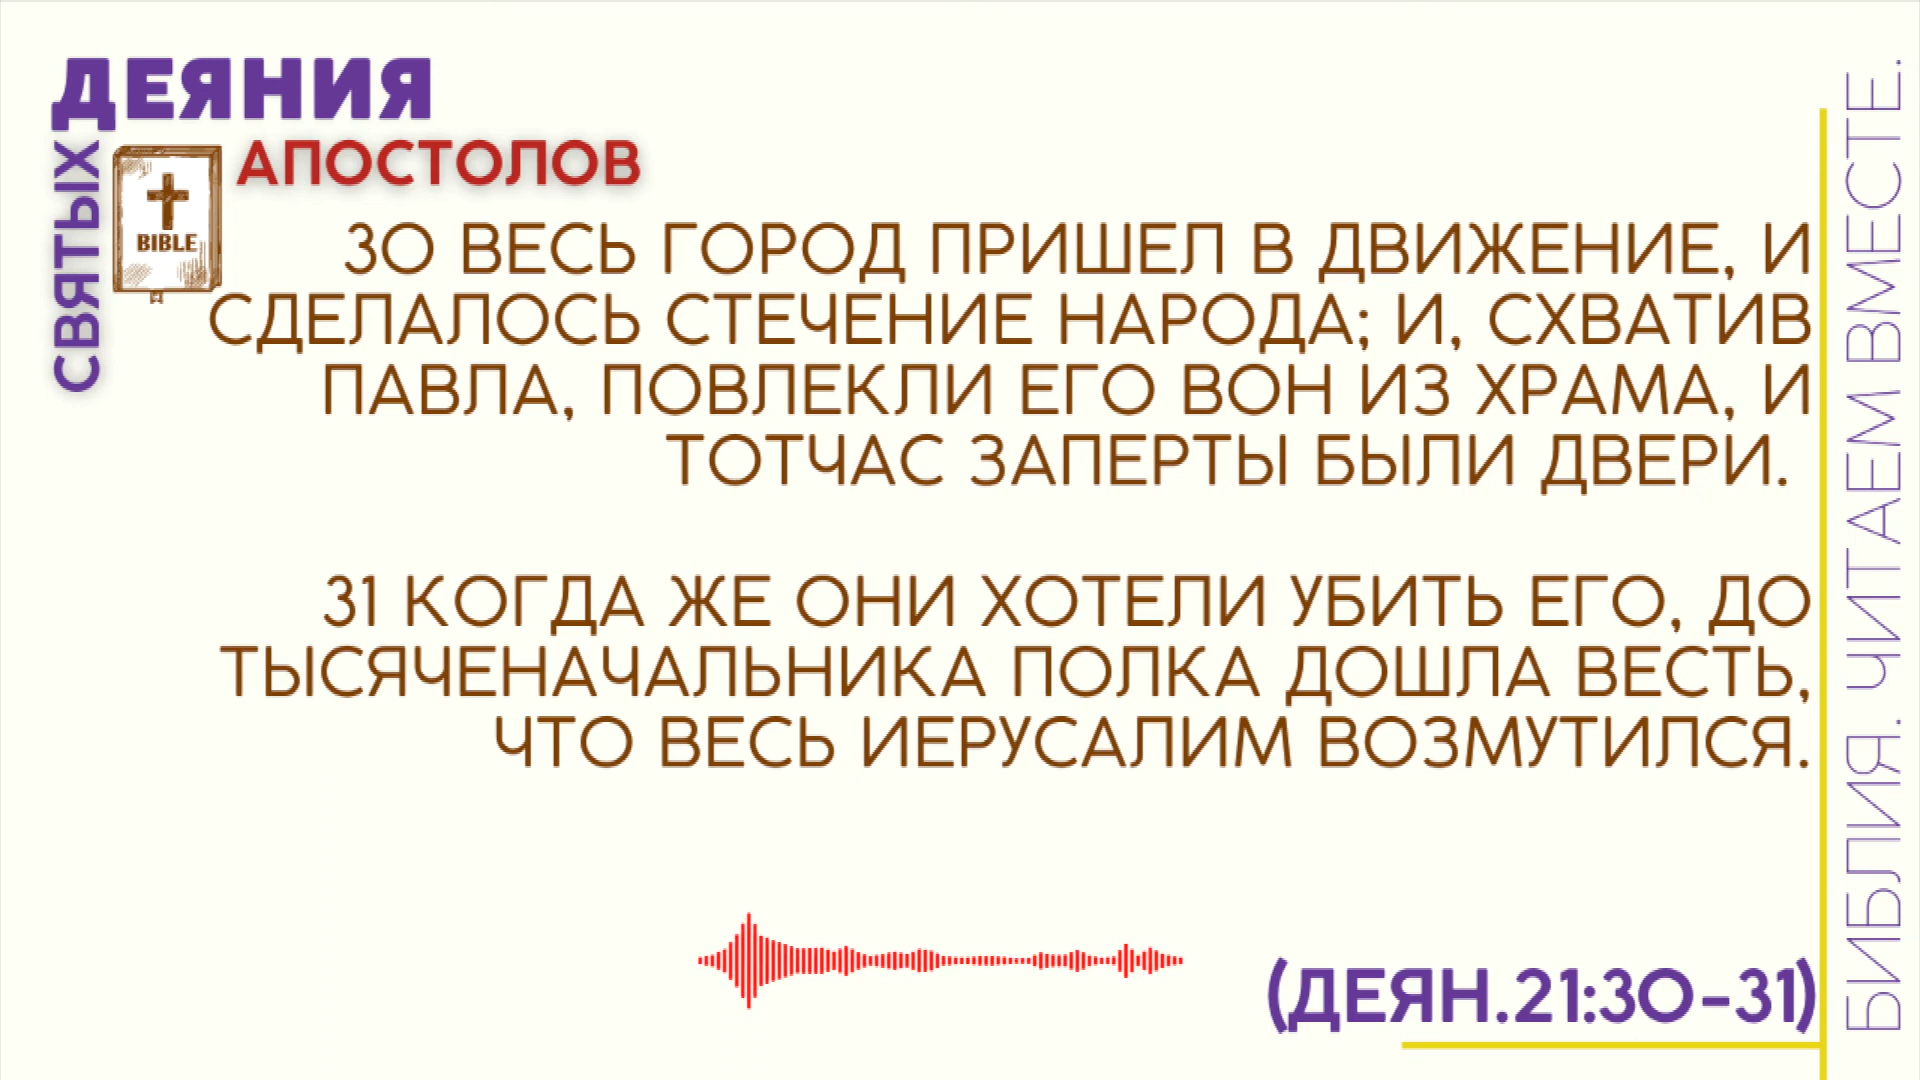 ДЕЯНИЯ
СВЯТЫХ
АПОСТОЛОВ
BIBLE
30 ВЕСЬ ГОРОД ПРИШЕЛ В ДВИЖЕНИЕ, И
СДЕЛАЛОСЬ СТЕЧЕНИЕ НАРОДА; И, СХВАТИВ
ПАВЛА, ПОВЛЕКЛИ ЕГО ВОН ИЗ ХРАМА, И
ТОТЧАС ЗАПЕРТЫ БЫЛИ ДВЕРИ.
31 КОГДА ЖЕ ОНИ ХОТЕЛИ УБИТЬ ЕГО, ДО
ТЫСЯЧЕНАЧАЛЬНИКА ПОЛКА ДОШЛА ВЕСТЬ,
ЧТО ВЕСЬ ИЕРУСАЛИМ ВОЗМУТИЛСЯ.
(ДЕЯН.21:30-31)
БИБЛИЯ. ЧИТАЕМ ВМЕСТЕ.